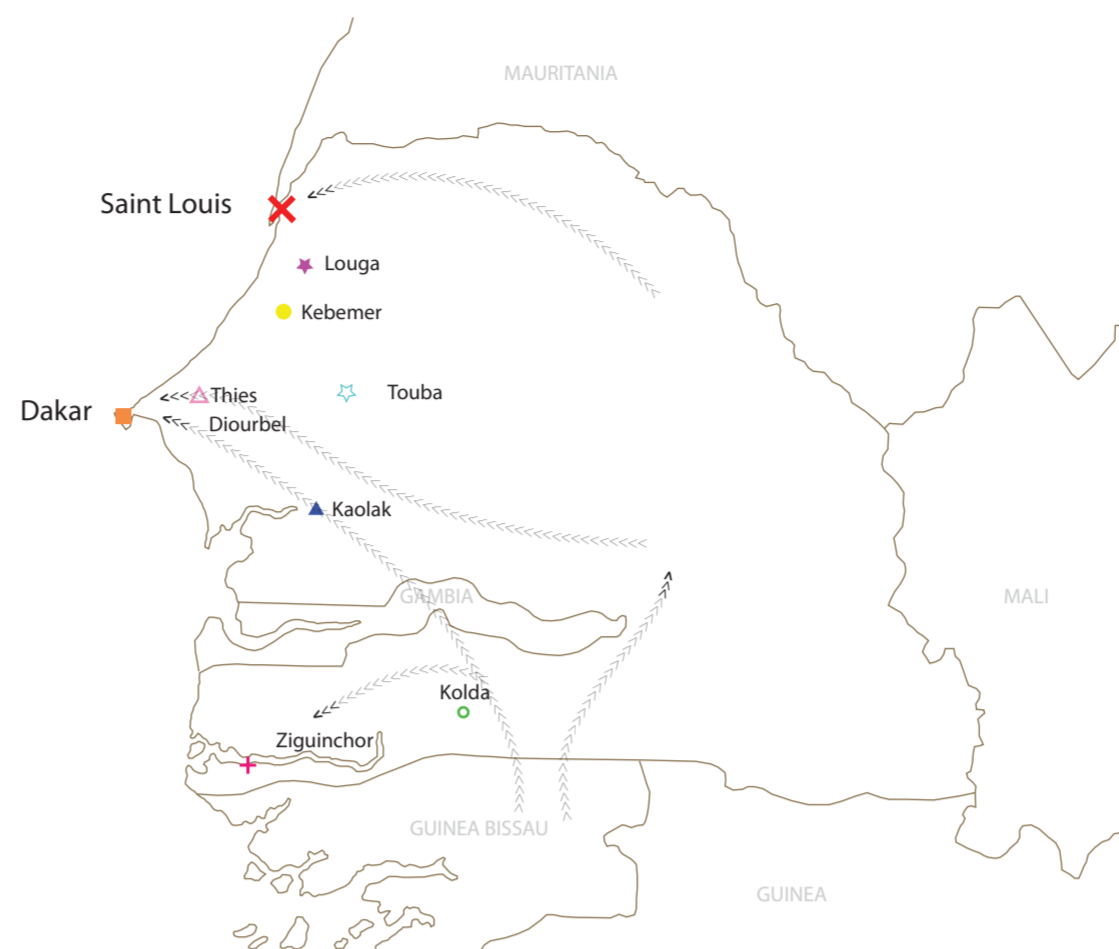 MAURITANIA
Saint Louis
Louga
Kebemer
Thies
Touba
Dakar
Diourbel
Kaolak
GAMBIA
MALI
Kolda
Ziguinchor
GUINEA BISSAU
GUINEA